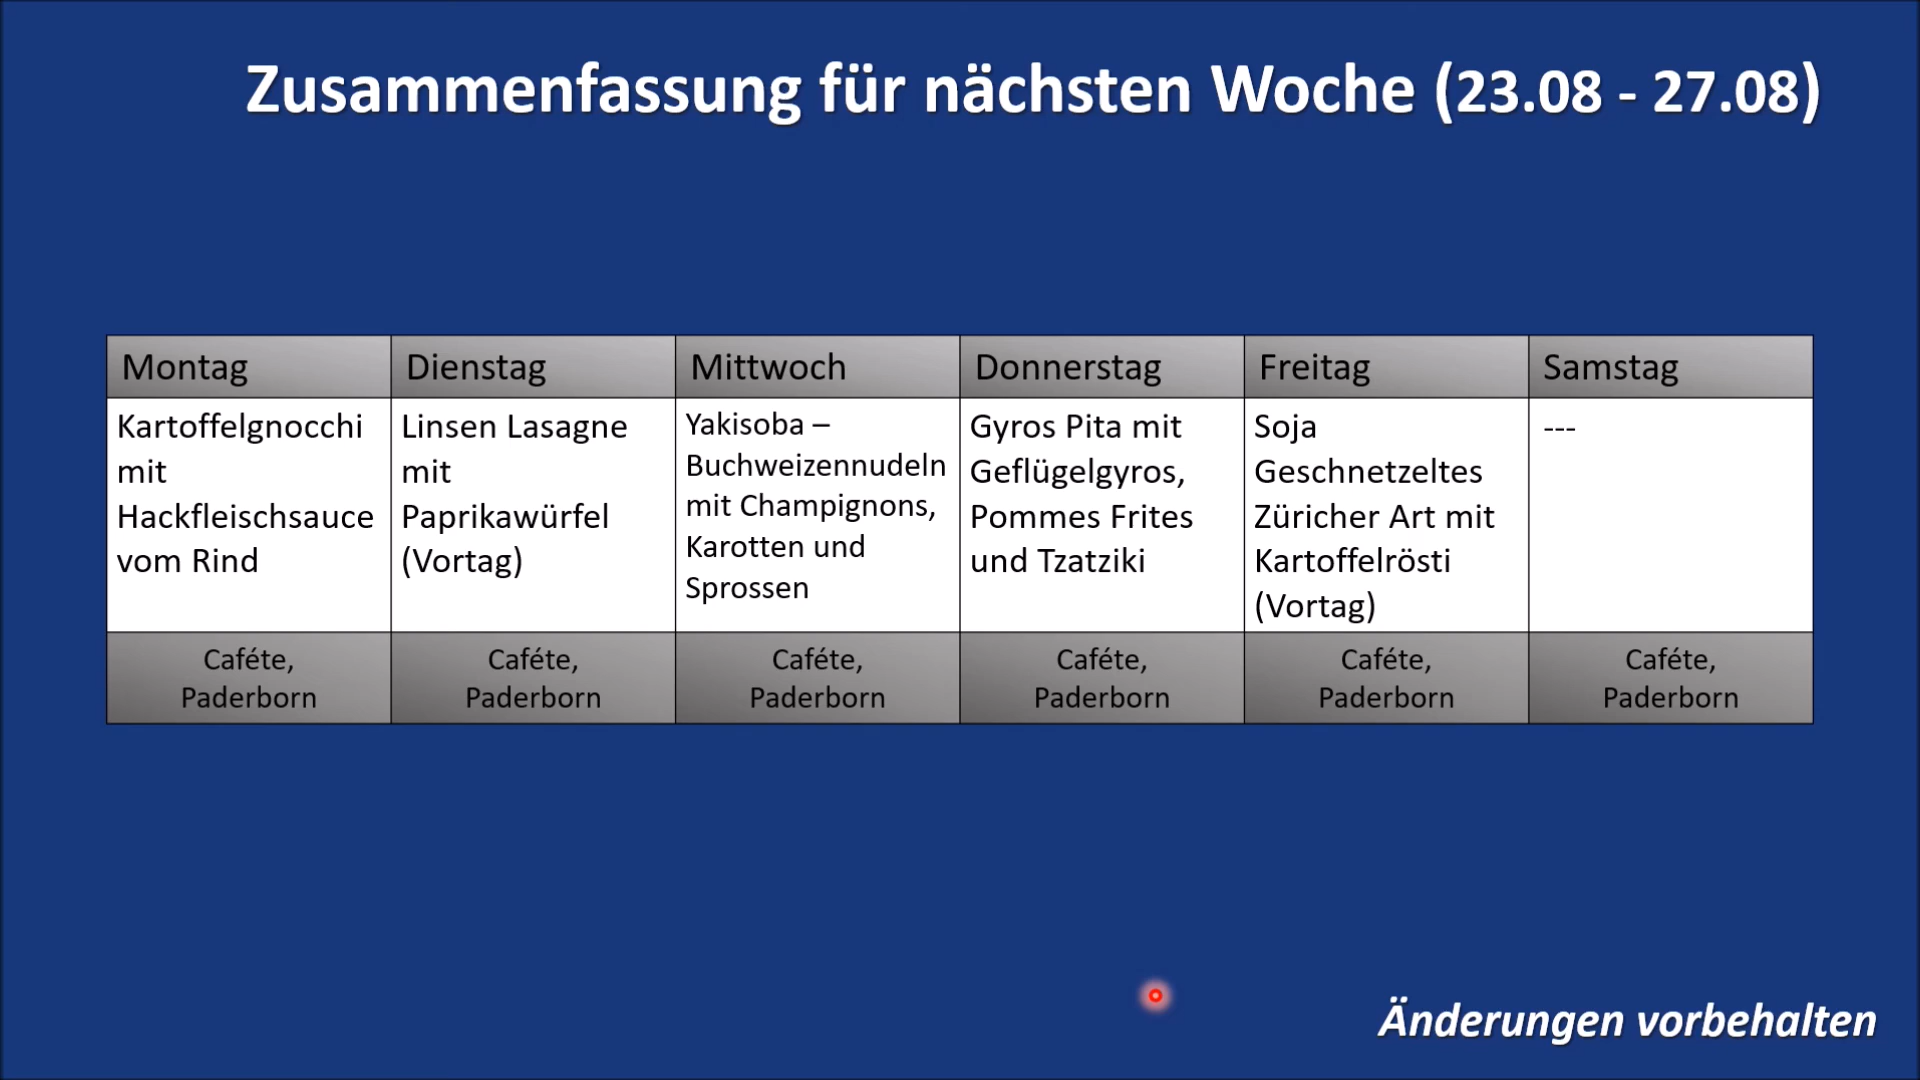 Zusammenfassung für nächsten Woche (23.08 - 27.08)
Montag
Dienstag
Mittwoch
Donnerstag
Freitag
Samstag
Kartoffelgnocchi
mit
Hackfleischsauce
vom Rind
Linsen Lasagne
mit
Paprikawürfel
(Vortag)
Yakisoba –
Buchweizennudeln
mit Champignons,
Karotten und
Sprossen
Gyros Pita mit
Geflügelgyros,
Pommes Frites
und Tzatziki
Soja
Geschnetzeltes
Züricher Art mit
Kartoffelrösti
(Vortag)
---
Caféte,
Paderborn
Caféte,
Paderborn
Caféte,
Paderborn
Caféte,
Paderborn
Caféte,
Paderborn
Caféte,
Paderborn
Änderungen vorbehalten